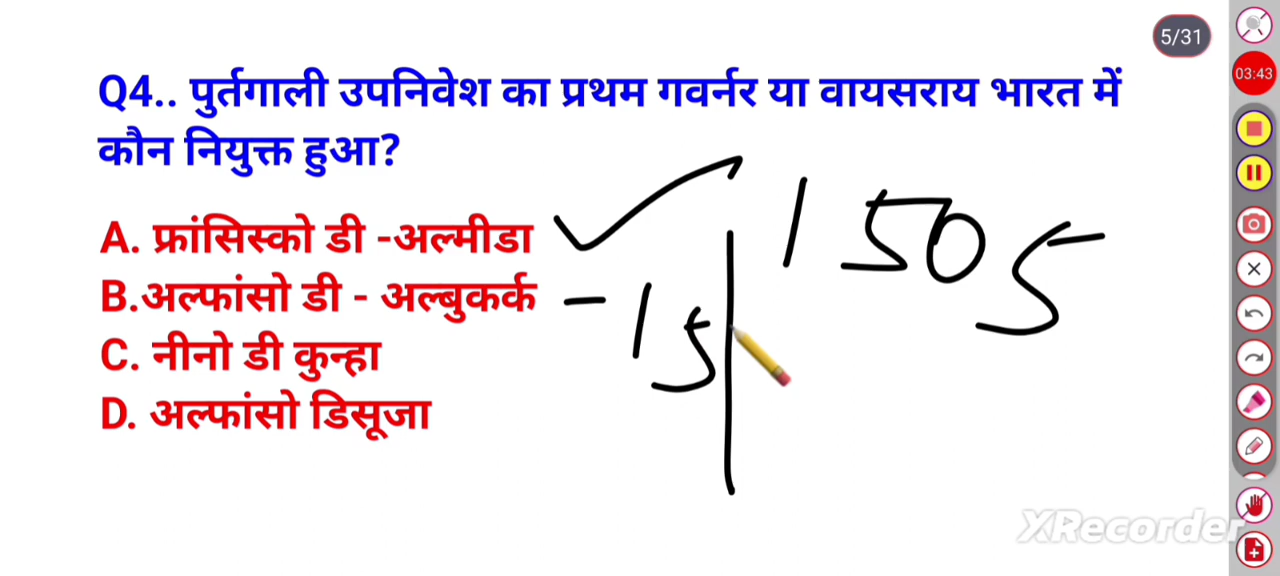 5/31
03:43
Q4.. पुर्तगाली उपनिवेश का प्रथम गवर्नर या वायसराय भारत में
कौन नियुक्त हुआ?
1505
A. फ्रांसिस्को डी -अल्मीडा
B.अल्फांसो डी - अल्बुकर्क - 15
C. नीनो डी कुन्हा
D. अल्फांसो डिसूजा
XRecorder